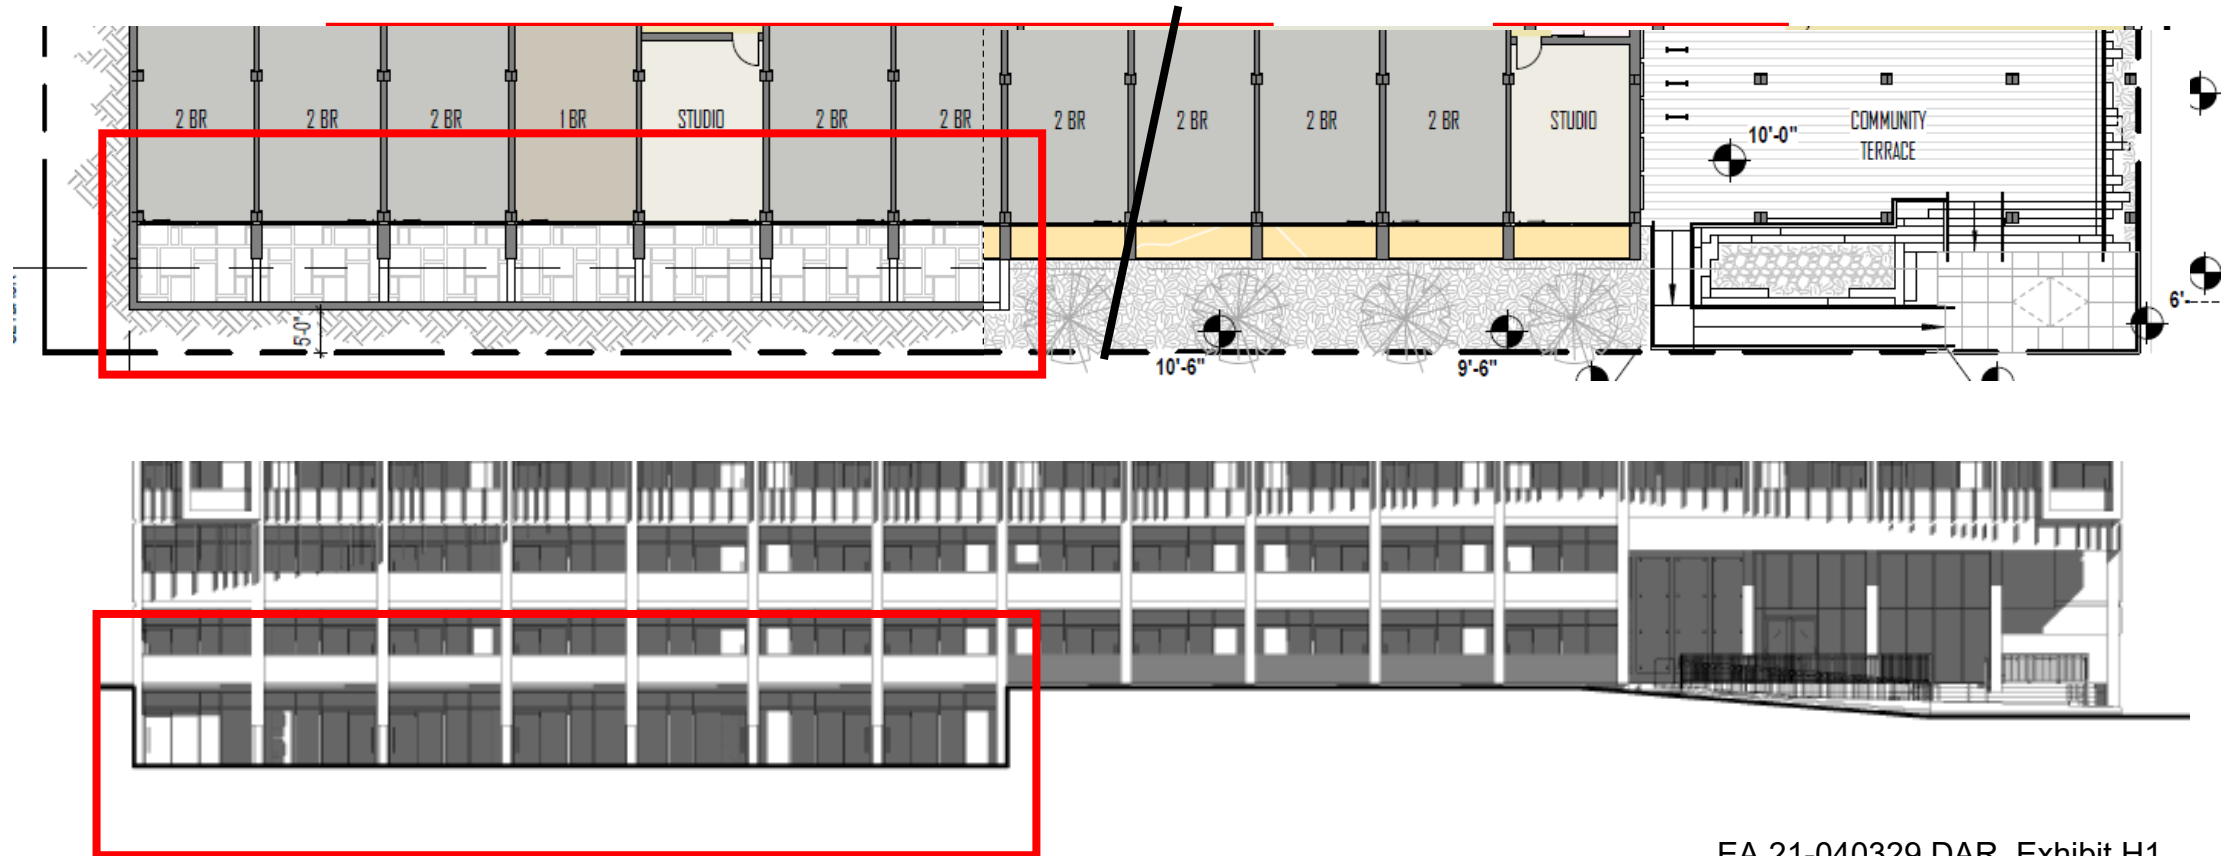 2 BR
2 BR
2 BR
1 BR
STUDIO
2 BR
2 BR
2 BR
2 BR
2 BR
2 BR
STUDIO
COMMUNITY
TERRACE
10'-0"
5'-0"
10'-6"
9'-6"
6'-
EA 21-040329 DAR Exhibit H1